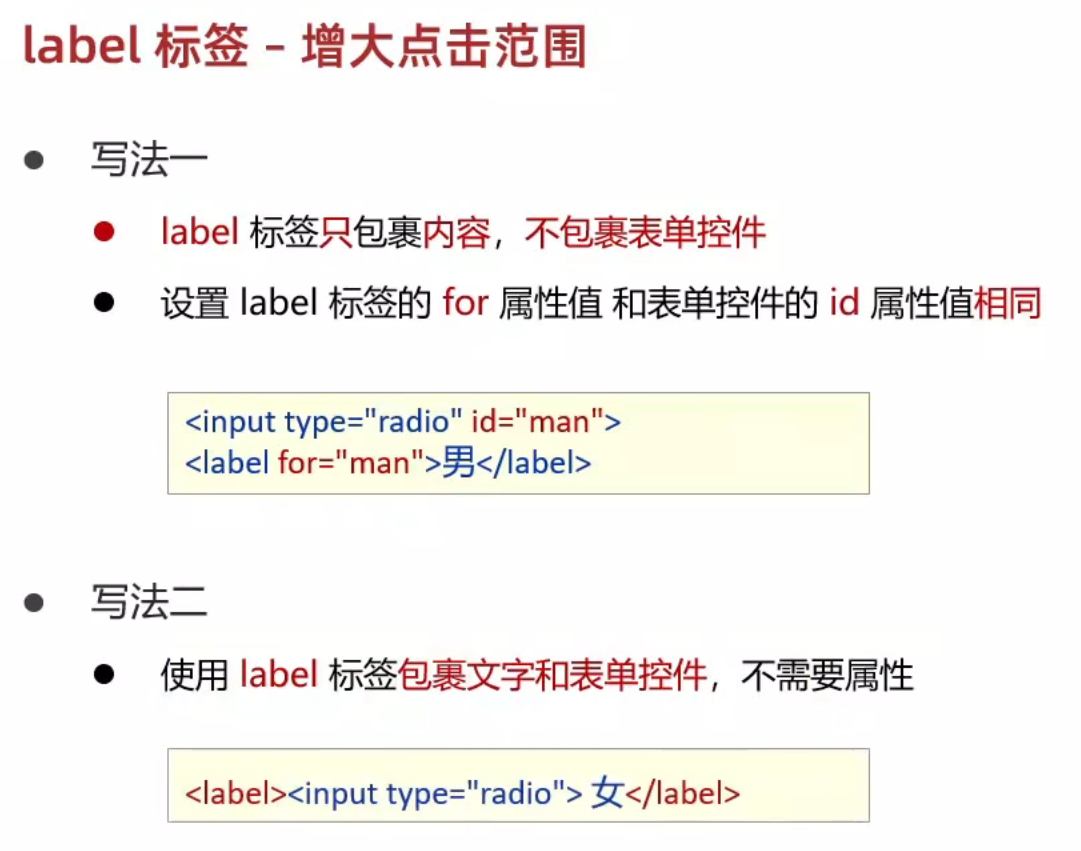 label 标签 – 增大点击范围
写法一
label 标签只包裹内容，不包裹表单控件
设置 label 标签的 for 属性值 和表单控件的 id 属性值相同
<input type="radio" id="man">
<label for="man">男</label>
写法二
使用 label 标签包裹文字和表单控件，不需要属性
<label><input type="radio"> 女</label>